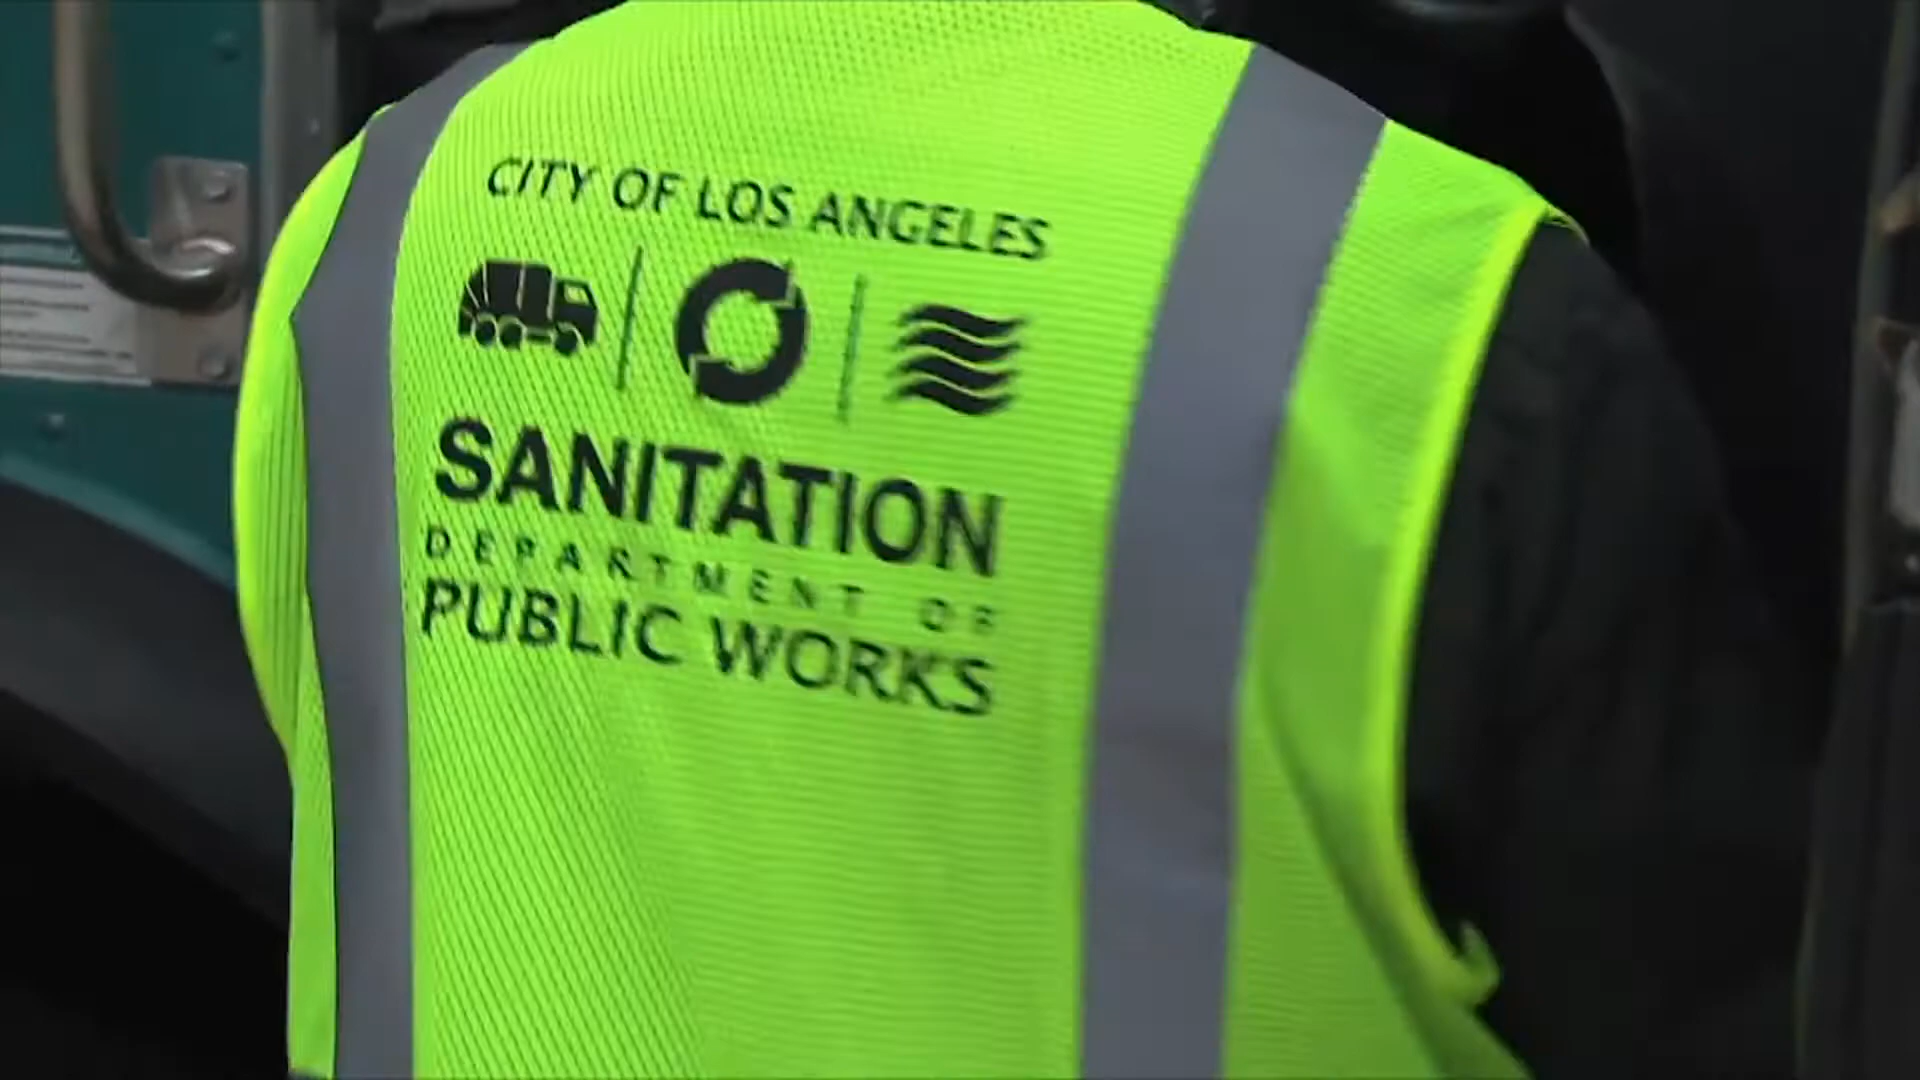 CITY OF LOS ANGELES
SANITATION
DEPARTMENT OF
PUBLIC WORKS